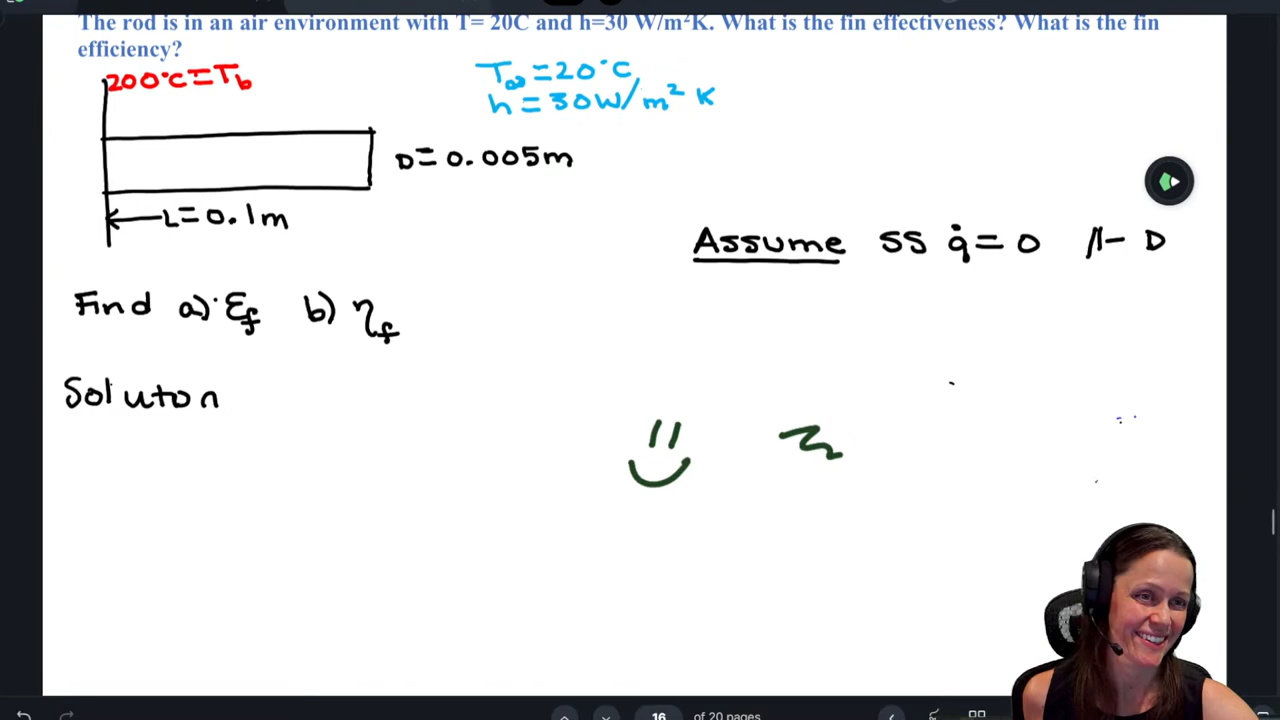 The rod is in an air environment with T= 20C and h=30 W/m²K. What is the fin effectiveness? What is the fin
efficiency?
200°C=Tb
T∞=20°C
h=30W/m² K
D=0.005m
L=0.1m
Assume SS q̇=0 1-D
Find a) εf b) ηf
Soluton
16 of 20 pages